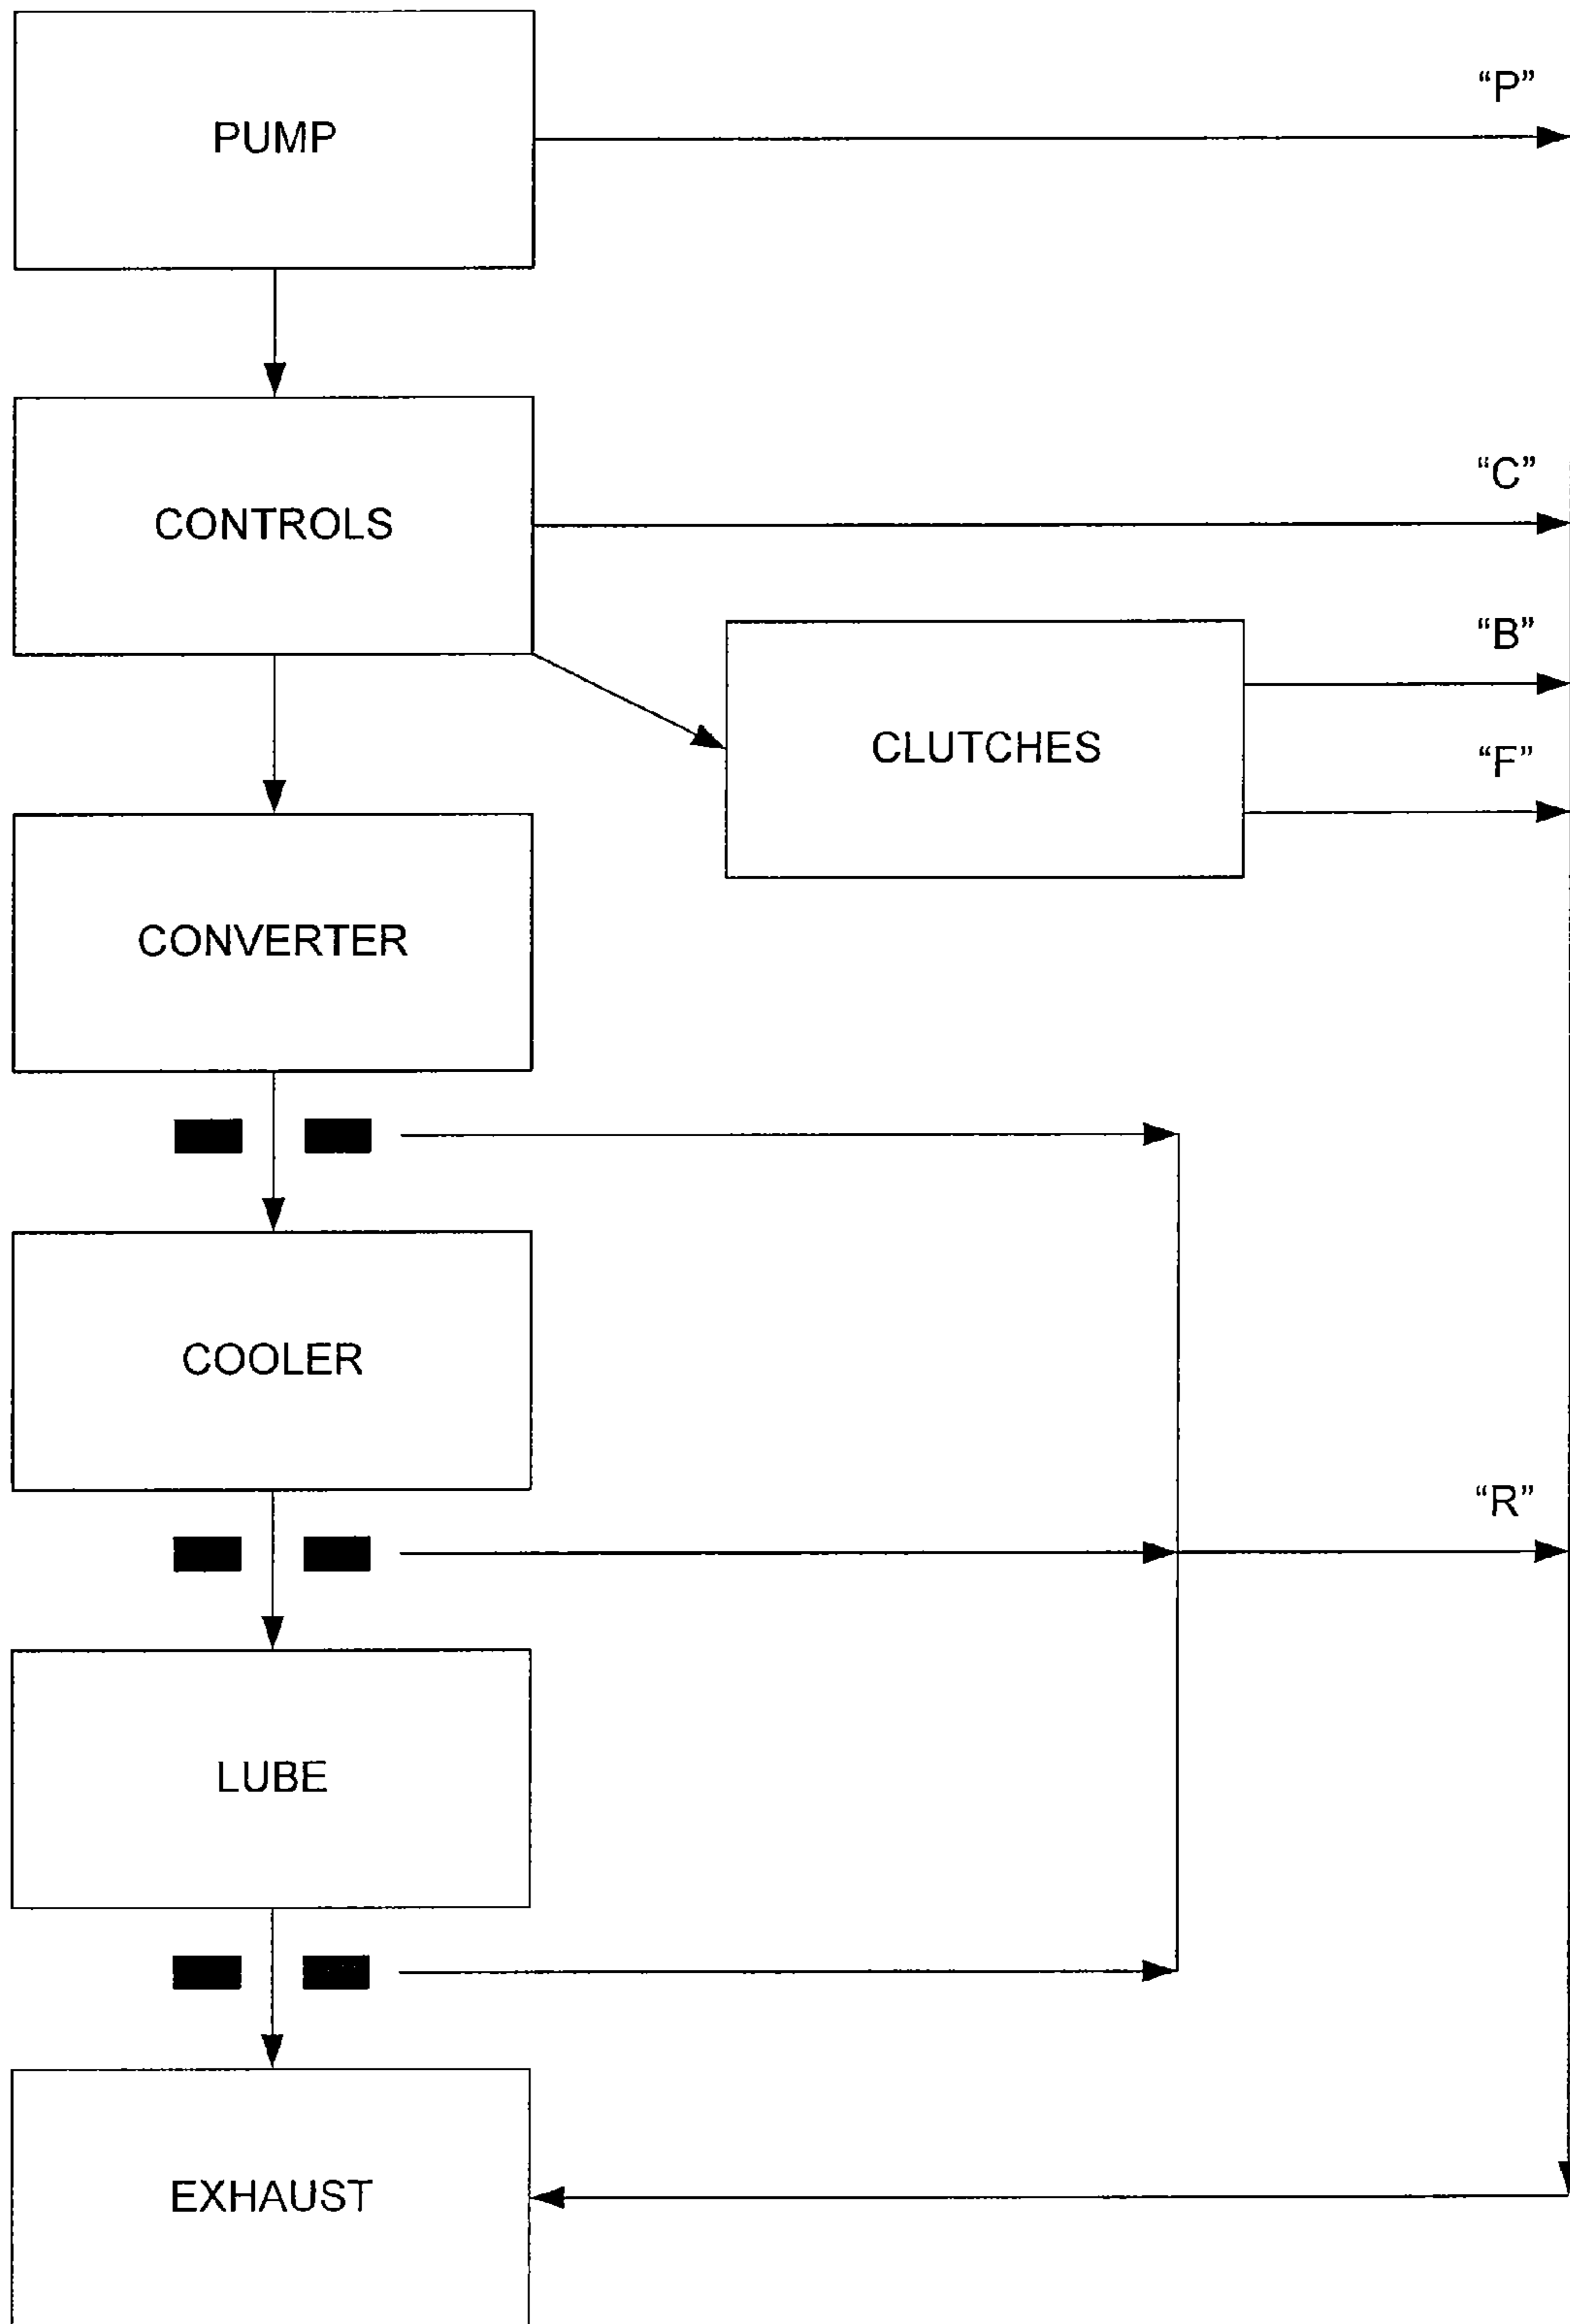 PUMP
“P”
CONTROLS
“C”
CLUTCHES
“B”
“F”
CONVERTER
COOLER
“R”
LUBE
EXHAUST